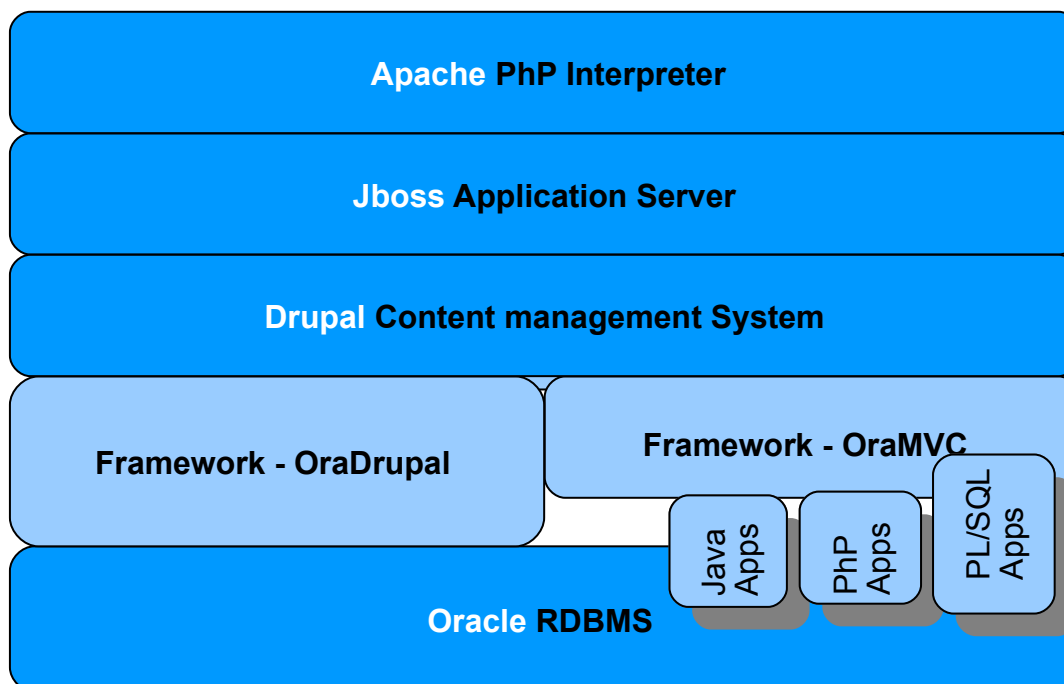 Apache PhP Interpreter
Jboss Application Server
Drupal Content management System
Framework - OraDrupal
Framework - OraMVC
Java
Apps
PhP
Apps
PL/SQL
Apps
Oracle RDBMS